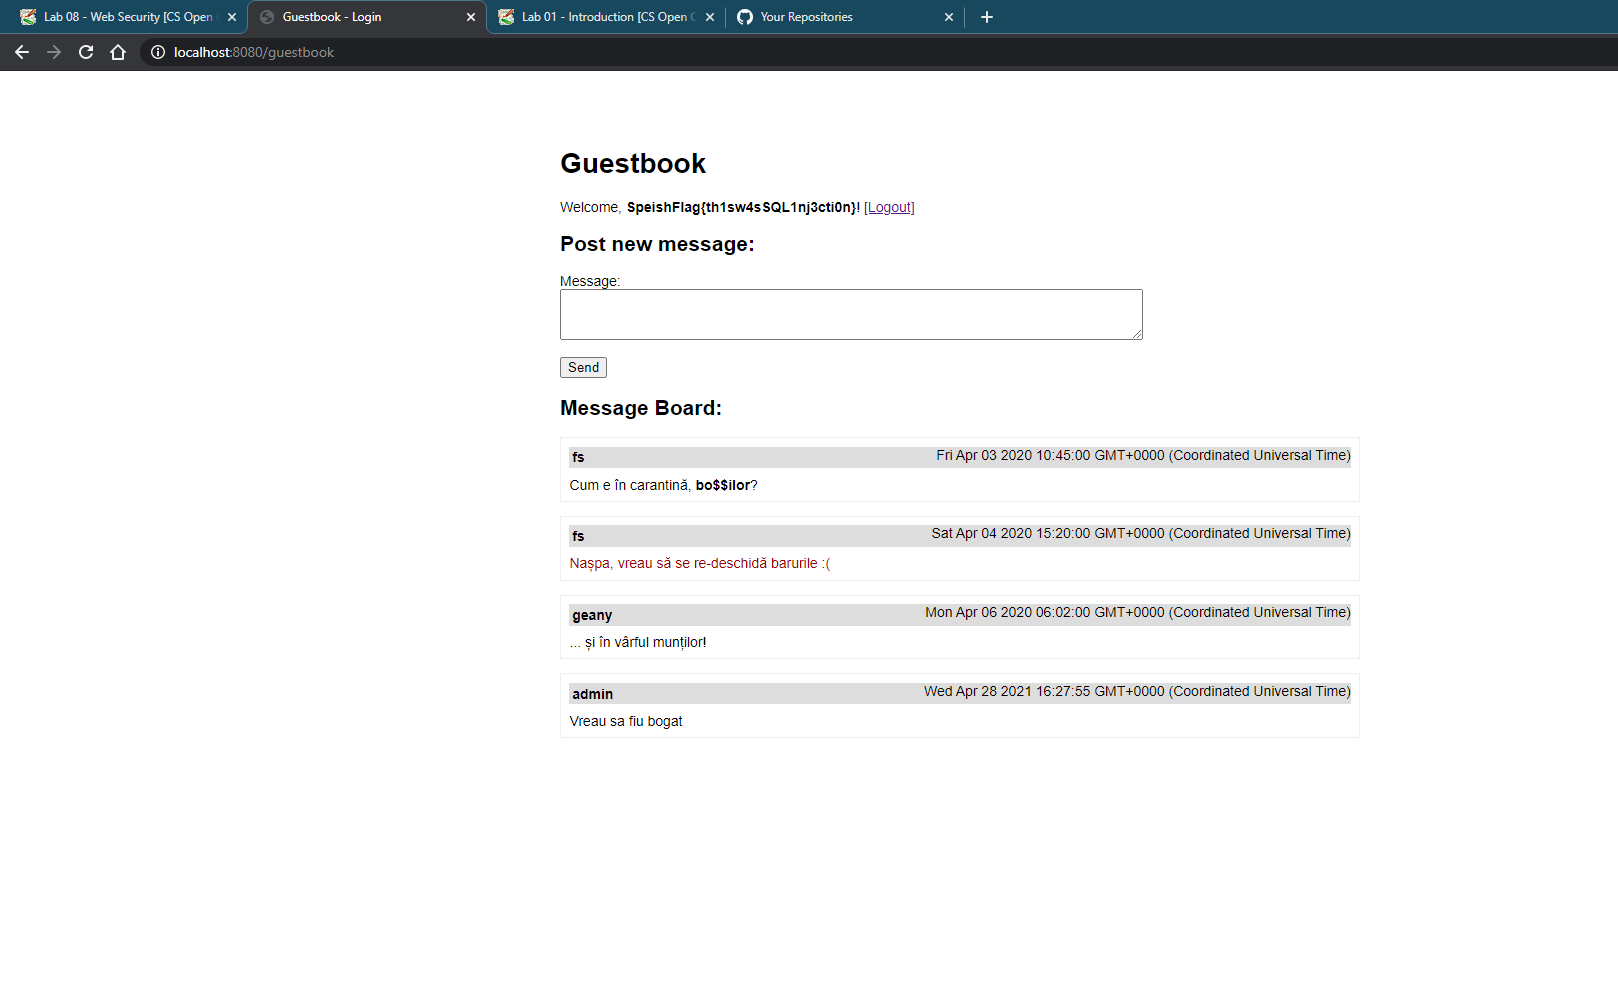 Lab 08 - Web Security [CS Open
Guestbook - Login
Lab 01 - Introduction [CS Open
Your Repositories
localhost:8080/guestbook
Guestbook
Welcome, SpeishFlag{th1sw4sSQL1nj3cti0n}! [Logout]
Post new message:
Message:
Send
Message Board:
fs Fri Apr 03 2020 10:45:00 GMT+0000 (Coordinated Universal Time)
Cum e în carantină, bo$$ilor?
fs Sat Apr 04 2020 15:20:00 GMT+0000 (Coordinated Universal Time)
Nașpa, vreau să se re-deschidă barurile :(
geany Mon Apr 06 2020 06:02:00 GMT+0000 (Coordinated Universal Time)
... și în vârful munților!
admin Wed Apr 28 2021 16:27:55 GMT+0000 (Coordinated Universal Time)
Vreau sa fiu bogat